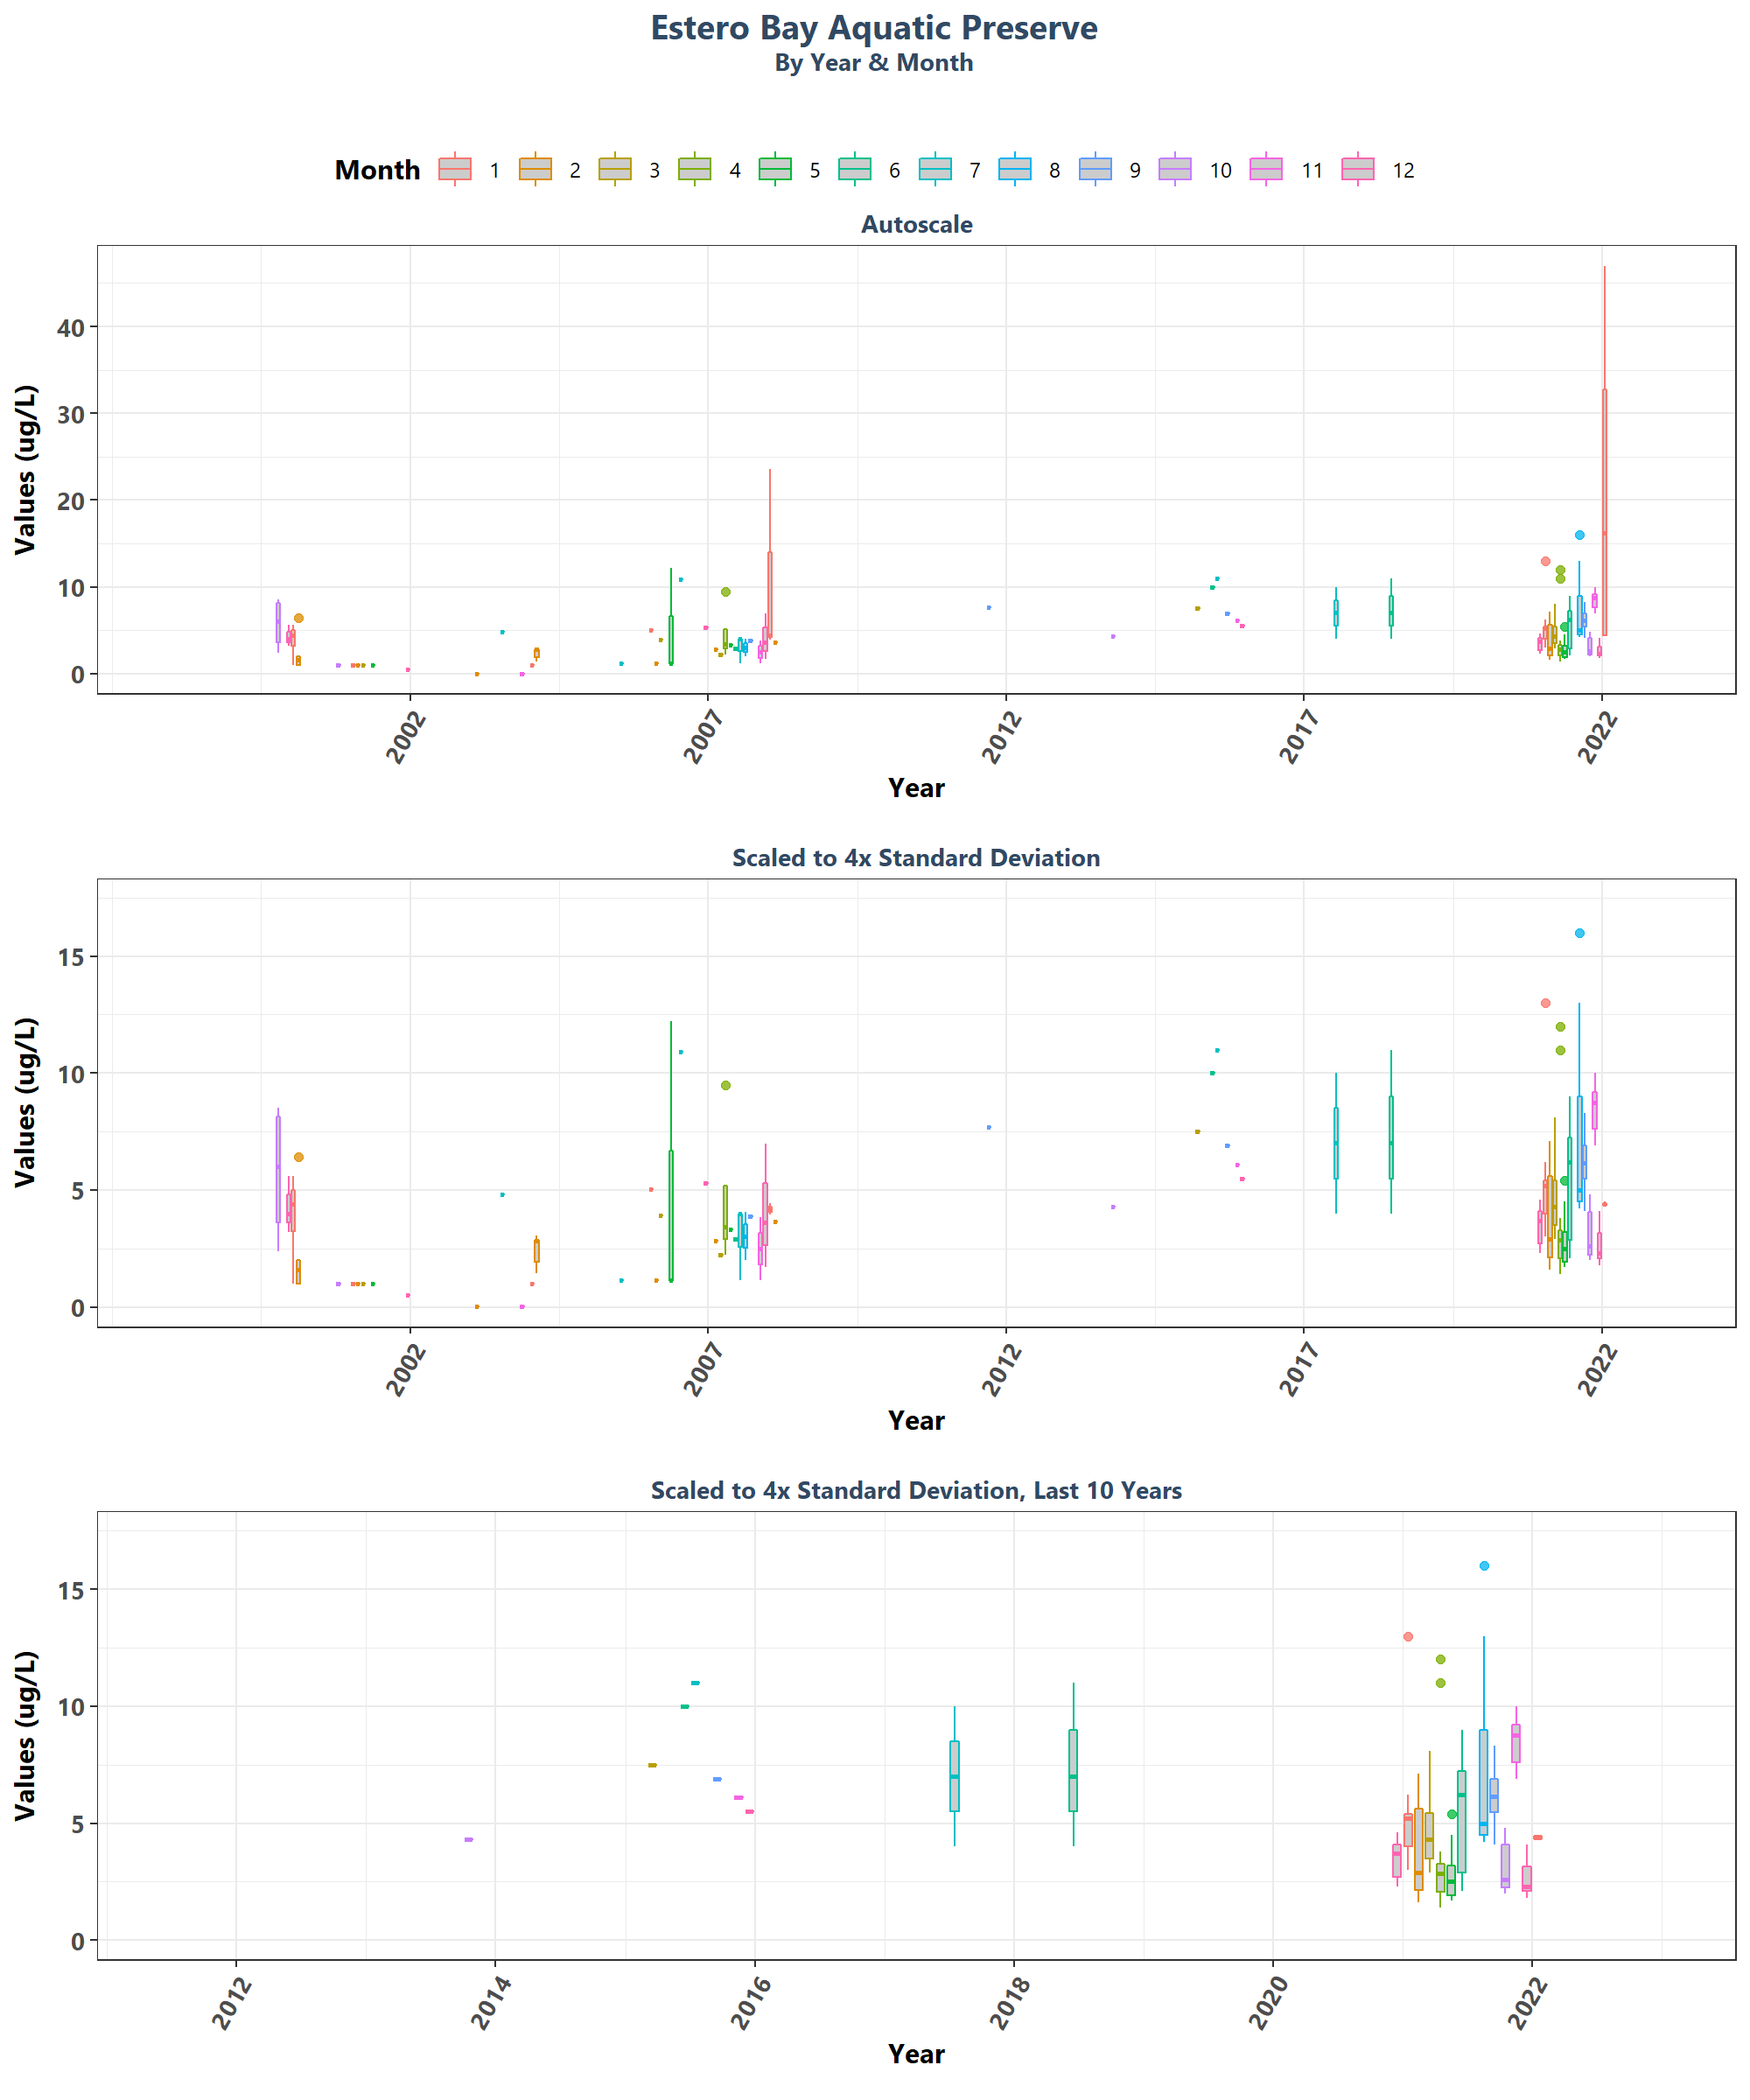 Estero Bay Aquatic Preserve
By Year & Month
Month 1 2 3 4 5 6 7 8 9 10 11 12
Autoscale
Values (ug/L)
40
30
20
10
0
2002 2007 2012 2017 2022
Year
Scaled to 4x Standard Deviation
Values (ug/L)
15
10
5
0
2002 2007 2012 2017 2022
Year
Scaled to 4x Standard Deviation, Last 10 Years
Values (ug/L)
15
10
5
0
2012 2014 2016 2018 2020 2022
Year